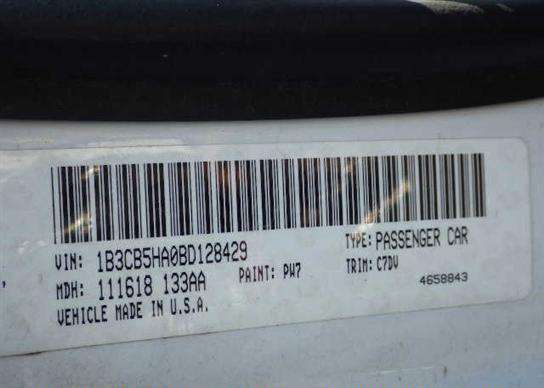 VIN: 1B3CB5HA0BD128429 TYPE: PASSENGER CAR
MDH: 111618 133AA PAINT: PW7 TRIM: C7DV
VEHICLE MADE IN U.S.A. 4658843